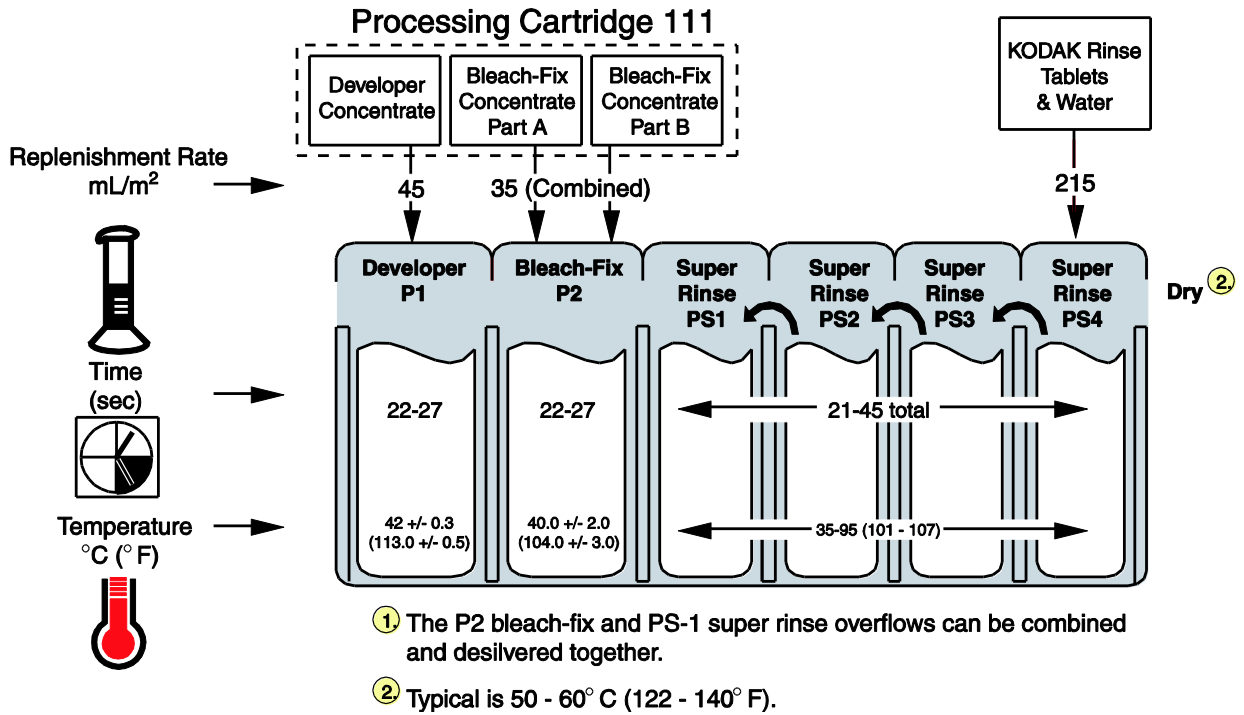 Processing Cartridge 111
Developer
Concentrate
Bleach-Fix
Concentrate
Part A
Bleach-Fix
Concentrate
Part B
KODAK Rinse
Tablets
& Water
Replenishment Rate
mL/m²
45
35 (Combined)
215
Developer
P1
Bleach-Fix
P2
Super
Rinse
PS1
Super
Rinse
PS2
Super
Rinse
PS3
Super
Rinse
PS4
Dry 2.
Time
(sec)
22-27
22-27
21-45 total
Temperature
°C (° F)
42 +/- 0.3
(113.0 +/- 0.5)
40.0 +/- 2.0
(104.0 +/- 3.0)
35-95 (101 - 107)
1. The P2 bleach-fix and PS-1 super rinse overflows can be combined
and desilvered together.
2. Typical is 50 - 60° C (122 - 140° F).